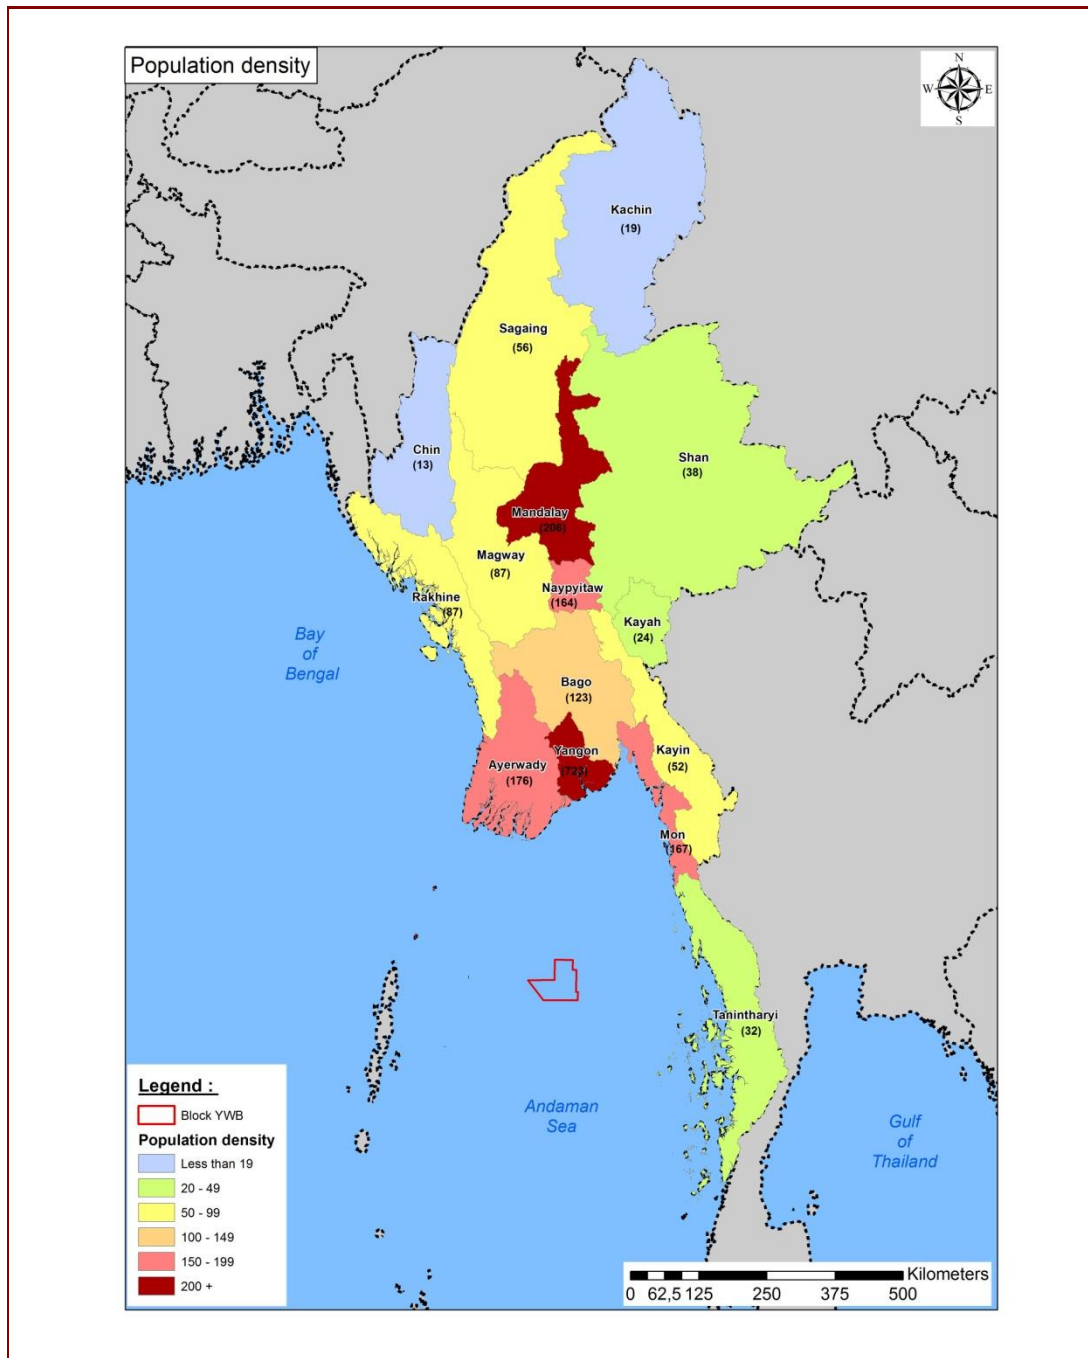 Population density
N
W E
S
Kachin
(19)
Sagaing
(56)
Chin
(13)
Shan
(38)
Mandalay
(206)
Magway
(87)
Naypyitaw
(164)
Rakhine
(87)
Kayah
(24)
Bay
of
Bengal
Bago
(123)
Yangon
(723)
Ayerwady
(176)
Kayin
(52)
Mon
(167)
Tanintharyi
(32)
Andaman
Sea
Gulf
of
Thailand
Legend :
Block YWB
Population density
Less than 19
20 - 49
50 - 99
100 - 149
150 - 199
200 +
Kilometers
0 62,5 125 250 375 500